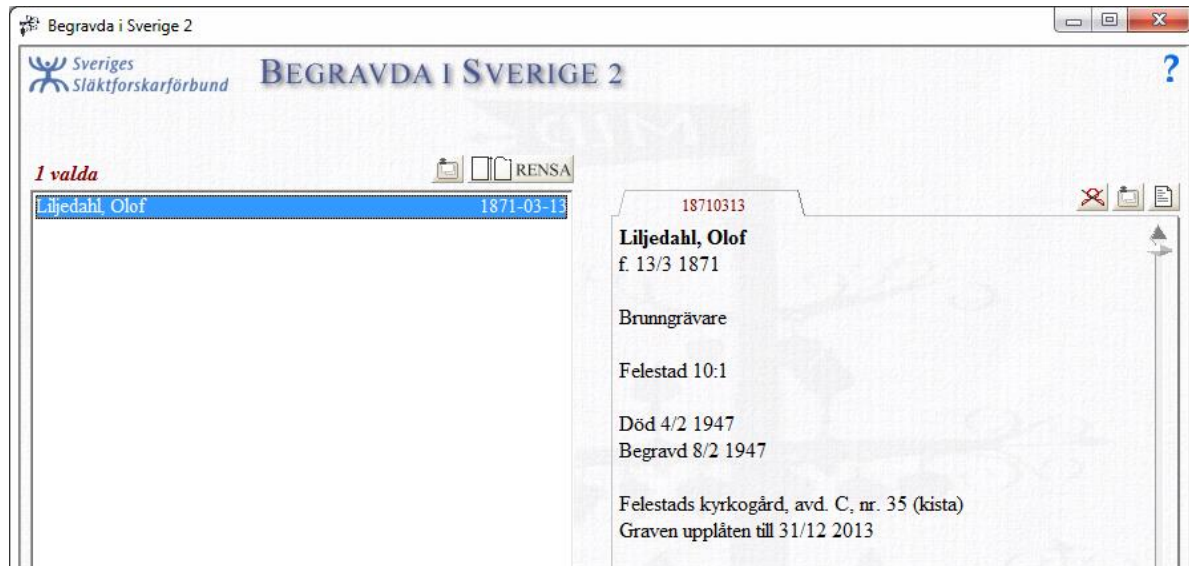 Begravda i Sverige 2
Sveriges
Släktforskarförbund
BEGRAVDA I SVERIGE 2
?
1 valda
RENSA
Liljedahl, Olof 1871-03-13
18710313
Liljedahl, Olof
f. 13/3 1871
Brunngrävare
Felestad 10:1
Död 4/2 1947
Begravd 8/2 1947
Felestads kyrkogård, avd. C, nr. 35 (kista)
Graven upplåten till 31/12 2013